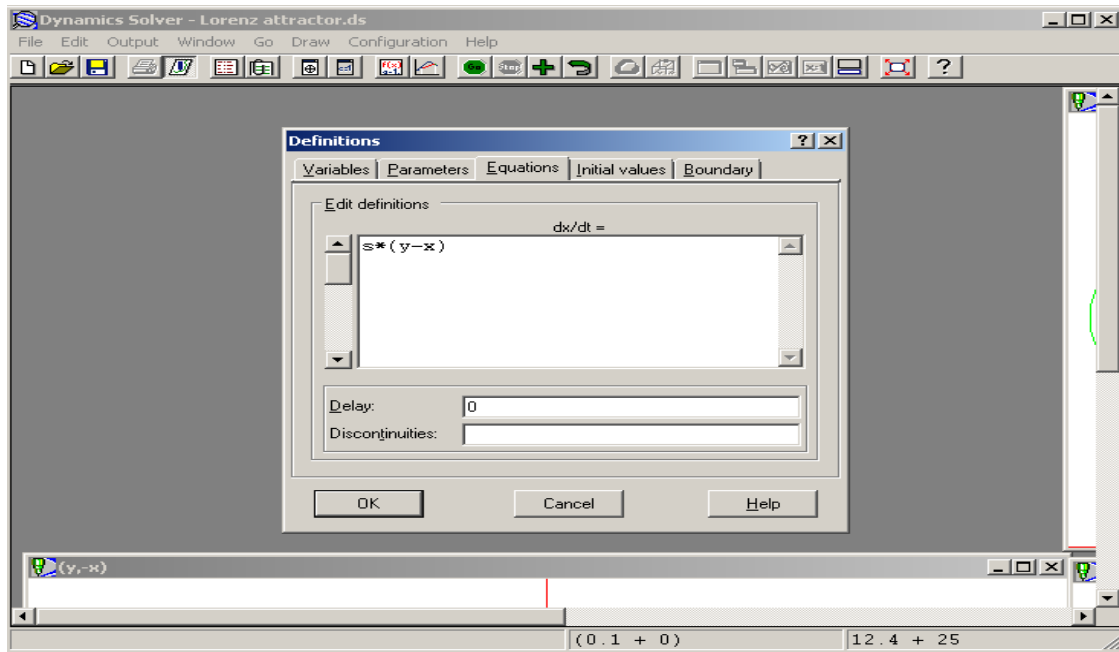 Dynamics Solver - Lorenz attractor.ds
File Edit Output Window Go Draw Configuration Help
Definitions
Variables Parameters Equations Initial values Boundary
Edit definitions
dx/dt =
s*(y-x)
Delay: 0
Discontinuities:
OK Cancel Help
(y,-x)
(0.1 + 0) 12.4 + 25